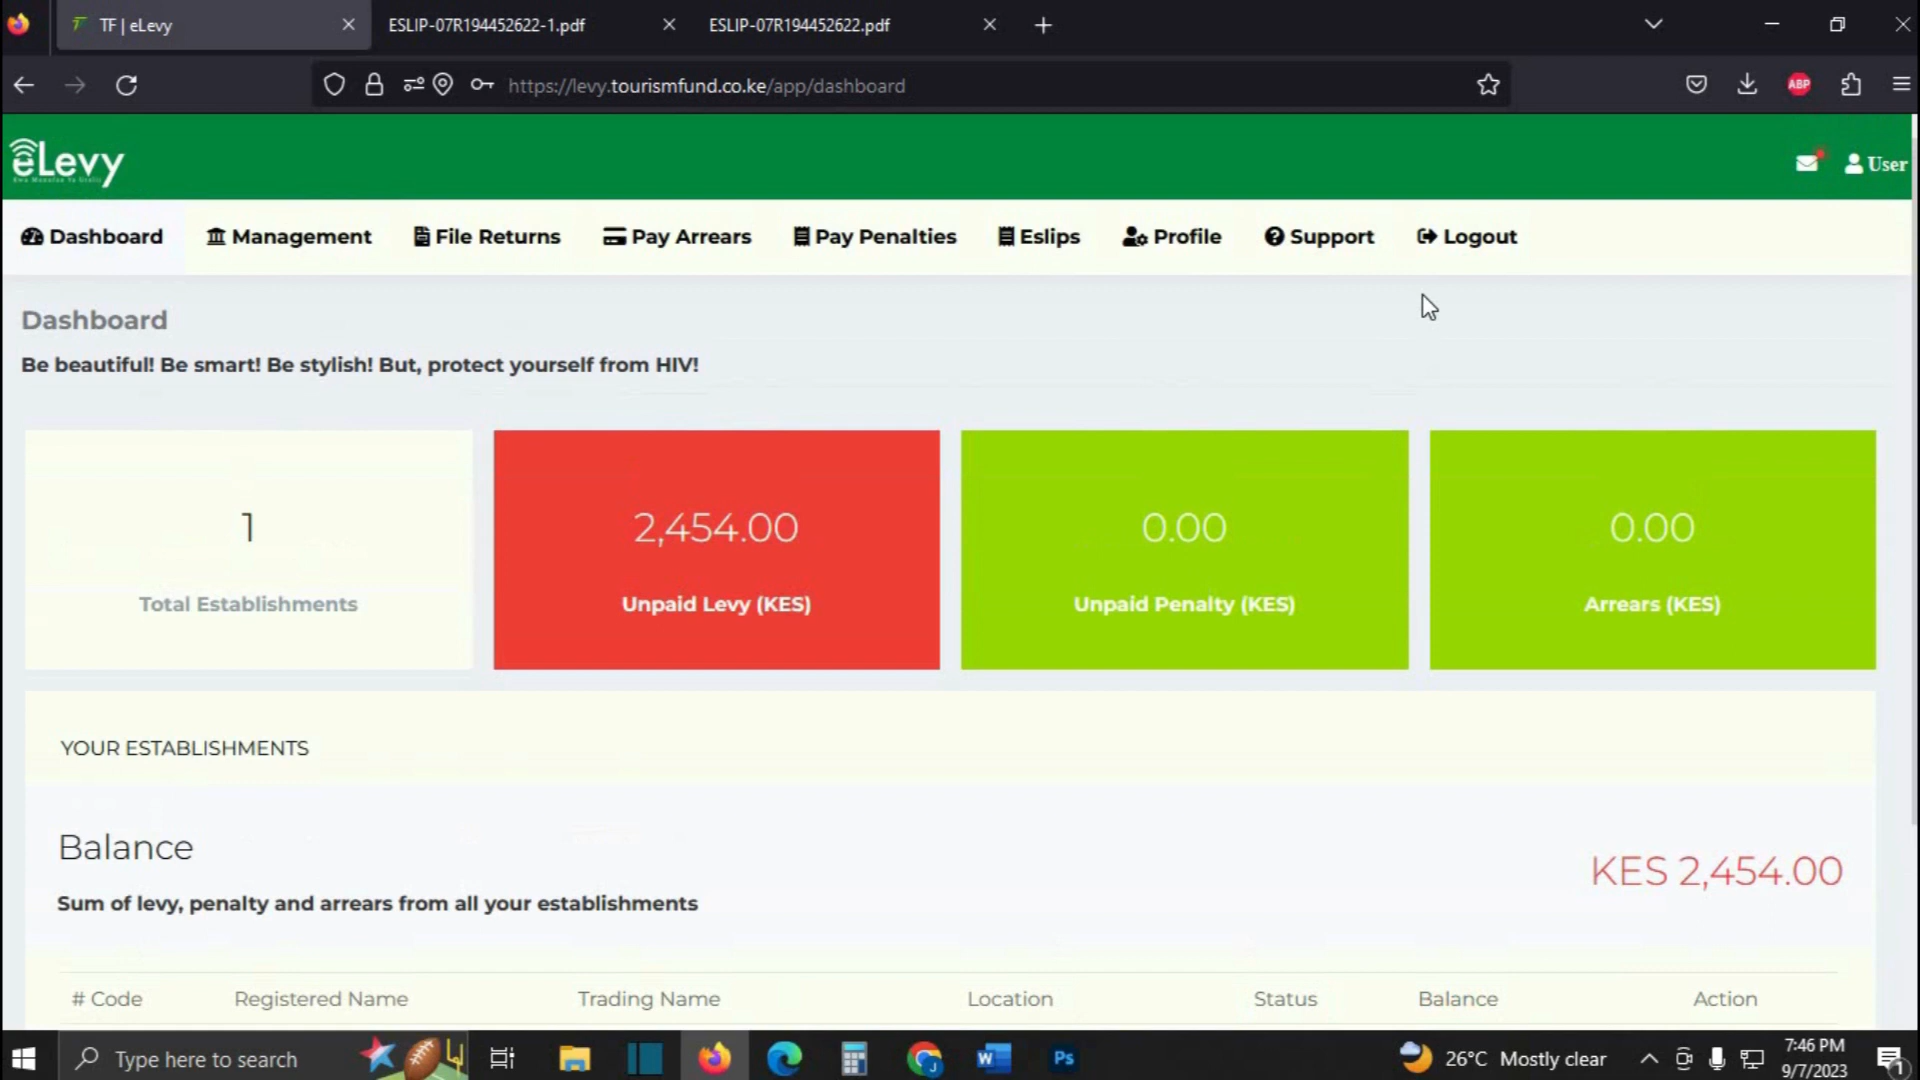 TF | eLevy
ESLIP-07R194452622-1.pdf
ESLIP-07R194452622.pdf
https://levy.tourismfund.co.ke/app/dashboard
ABP
eLevy
User
Dashboard
Management
File Returns
Pay Arrears
Pay Penalties
Eslips
Profile
Support
Logout
Dashboard
Be beautiful! Be smart! Be stylish! But, protect yourself from HIV!
1
Total Establishments
2,454.00
Unpaid Levy (KES)
0.00
Unpaid Penalty (KES)
0.00
Arrears (KES)
YOUR ESTABLISHMENTS
Balance
KES 2,454.00
Sum of levy, penalty and arrears from all your establishments
# Code Registered Name Trading Name Location Status Balance Action
Type here to search
W
Ps
26°C Mostly clear
7:46 PM
9/7/2023
1